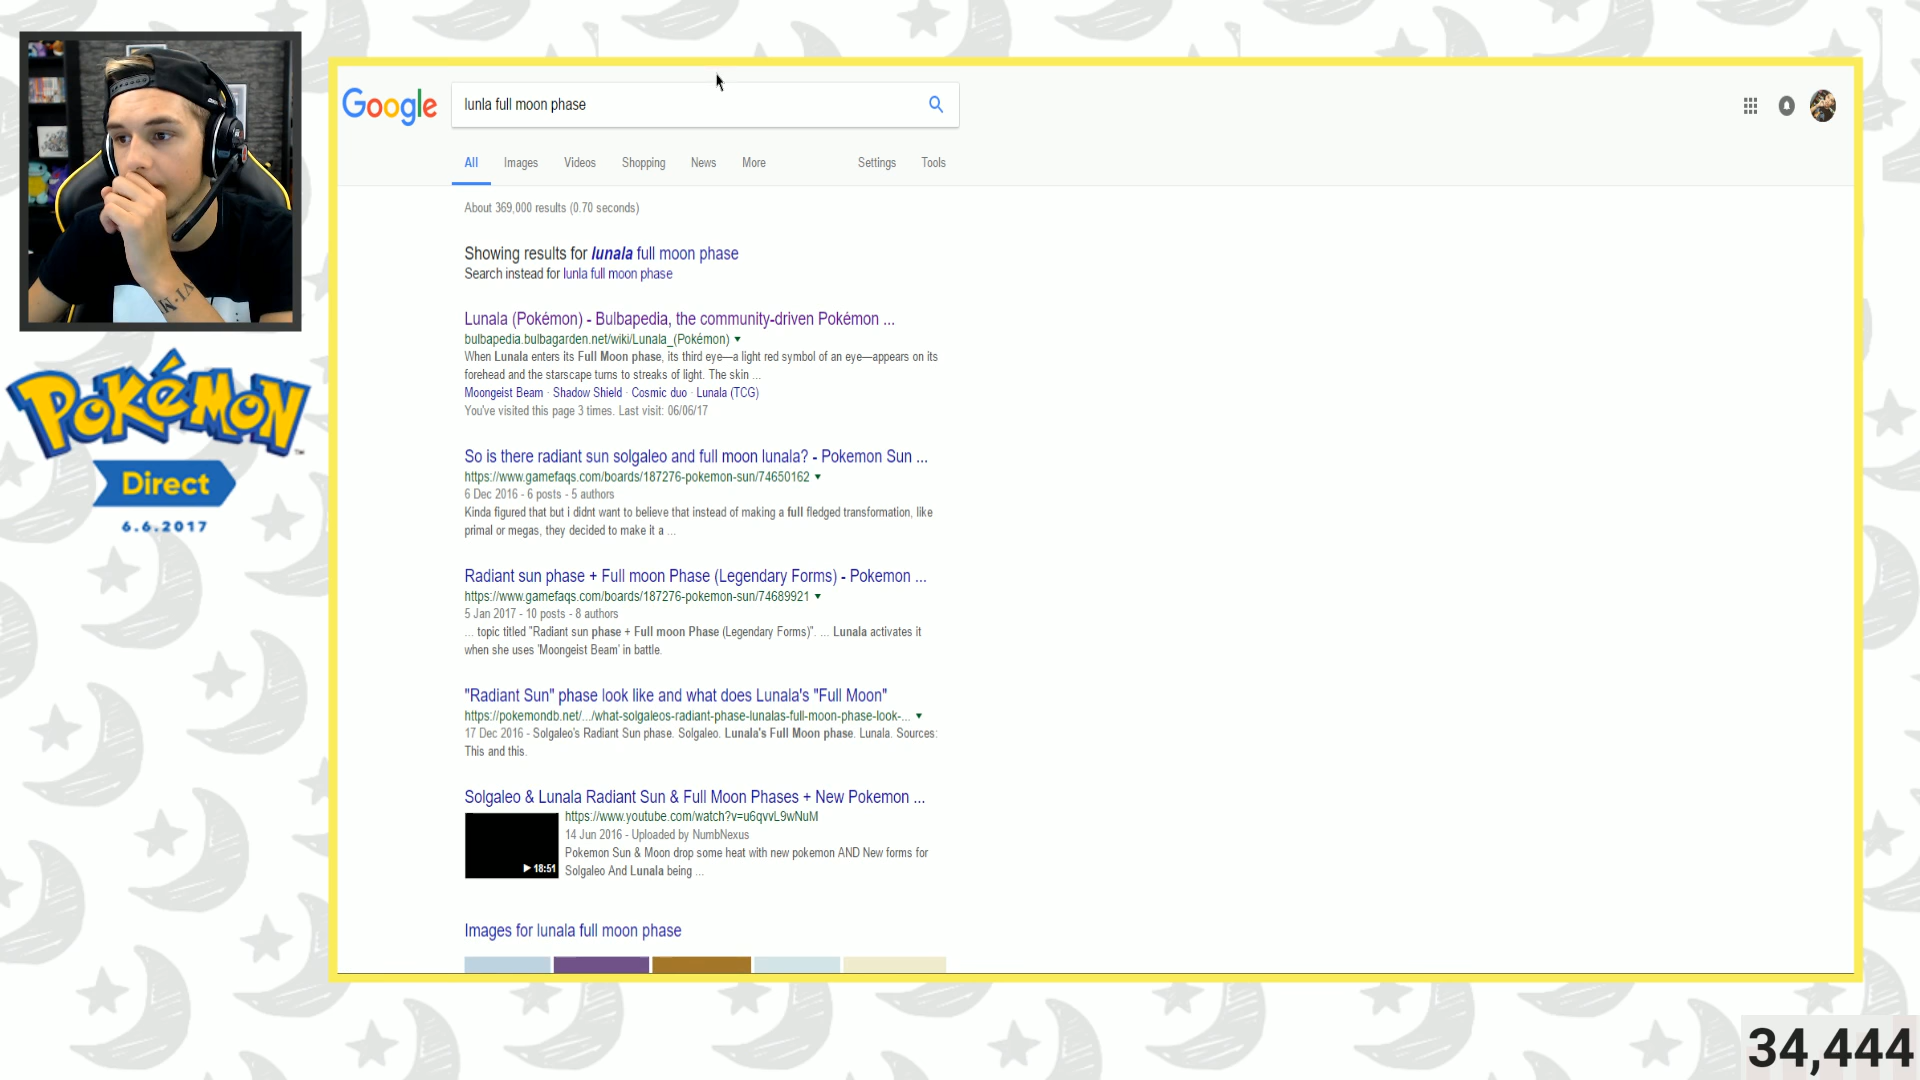 VI-M
POKÉMON
™
Direct
6.6.2017
Google
lunla full moon phase
All Images Videos Shopping News More Settings Tools
About 369,000 results (0.70 seconds)
Showing results for lunala full moon phase
Search instead for lunla full moon phase
Lunala (Pokémon) - Bulbapedia, the community-driven Pokémon ...
bulbapedia.bulbagarden.net/wiki/Lunala_(Pokémon)
When Lunala enters its Full Moon phase, its third eye—a light red symbol of an eye—appears on its
forehead and the starscape turns to streaks of light. The skin ...
Moongeist Beam · Shadow Shield · Cosmic duo · Lunala (TCG)
You've visited this page 3 times. Last visit: 06/06/17
So is there radiant sun solgaleo and full moon lunala? - Pokemon Sun ...
https://www.gamefaqs.com/boards/187276-pokemon-sun/74650162
6 Dec 2016 - 6 posts - 5 authors
Kinda figured that but i didnt want to believe that instead of making a full fledged transformation, like
primal or megas, they decided to make it a ...
Radiant sun phase + Full moon Phase (Legendary Forms) - Pokemon ...
https://www.gamefaqs.com/boards/187276-pokemon-sun/74689921
5 Jan 2017 - 10 posts - 8 authors
... topic titled "Radiant sun phase + Full moon Phase (Legendary Forms)". ... Lunala activates it
when she uses 'Moongeist Beam' in battle.
"Radiant Sun" phase look like and what does Lunala's "Full Moon"
https://pokemondb.net/.../what-solgaleos-radiant-phase-lunalas-full-moon-phase-look-...
17 Dec 2016 - Solgaleo's Radiant Sun phase. Solgaleo. Lunala's Full Moon phase. Lunala. Sources:
This and this.
Solgaleo & Lunala Radiant Sun & Full Moon Phases + New Pokemon ...
https://www.youtube.com/watch?v=u6qvvL9wNuM
14 Jun 2016 - Uploaded by NumbNexus
Pokemon Sun & Moon drop some heat with new pokemon AND New forms for
Solgaleo And Lunala being ...
18:51
Images for lunala full moon phase
34,444